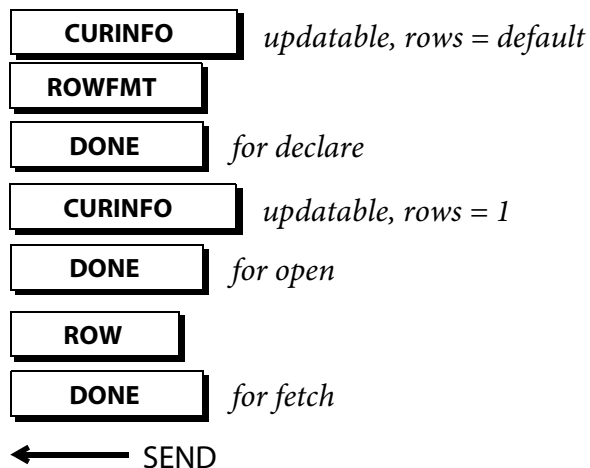 CURINFO updatable, rows = default
ROWFMT
DONE for declare
CURINFO updatable, rows = 1
DONE for open
ROW
DONE for fetch
SEND